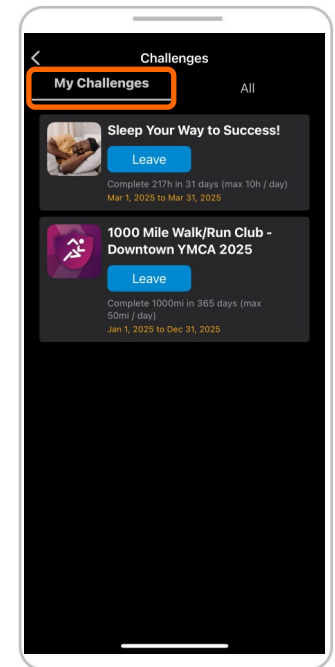 Challenges
My Challenges
All
Sleep Your Way to Success!
Leave
Complete 217h in 31 days (max 10h / day)
Mar 1, 2025 to Mar 31, 2025
1000 Mile Walk/Run Club -
Downtown YMCA 2025
Leave
Complete 1000mi in 365 days (max
50mi / day)
Jan 1, 2025 to Dec 31, 2025